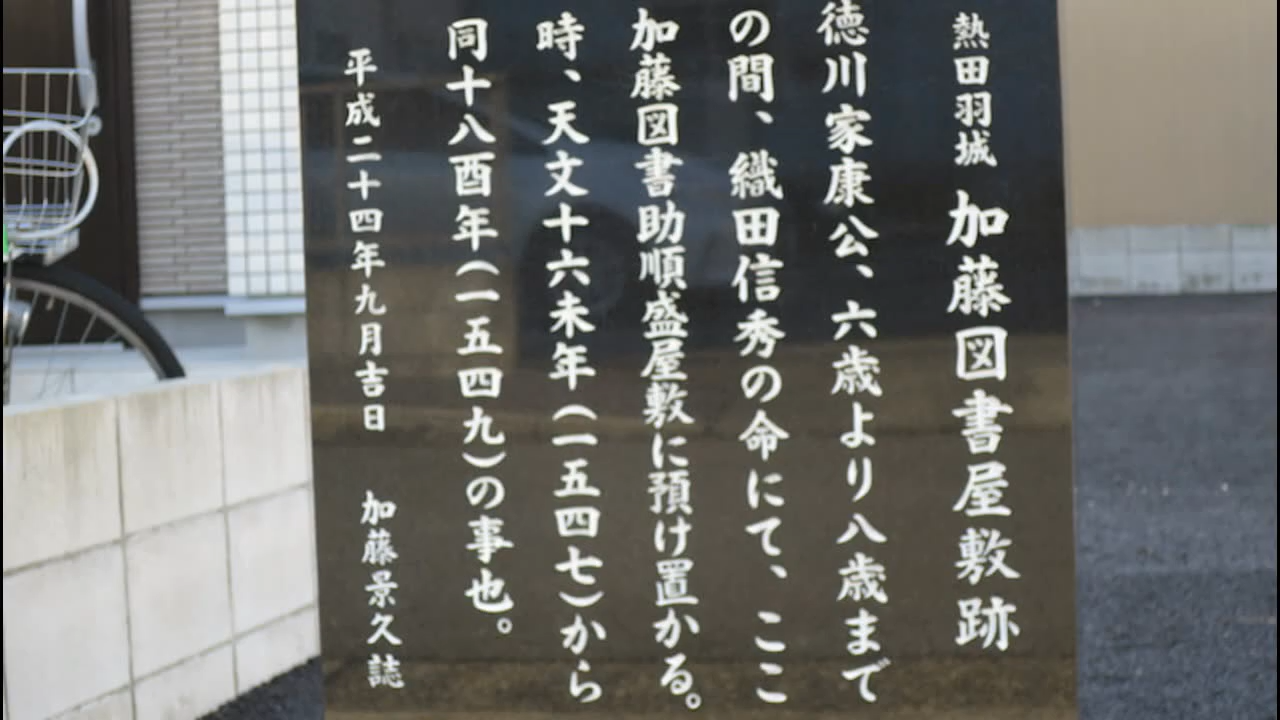 熱田羽城 加藤図書屋敷跡
徳川家康公、六歳より八歳まで
の間、織田信秀の命にて、ここ
加藤図書助順盛屋敷に預け置かる。
時、天文十六未年(一五四七)から
同十八酉年(一五四九)の事也。
平成二十四年九月吉日 加藤景久誌